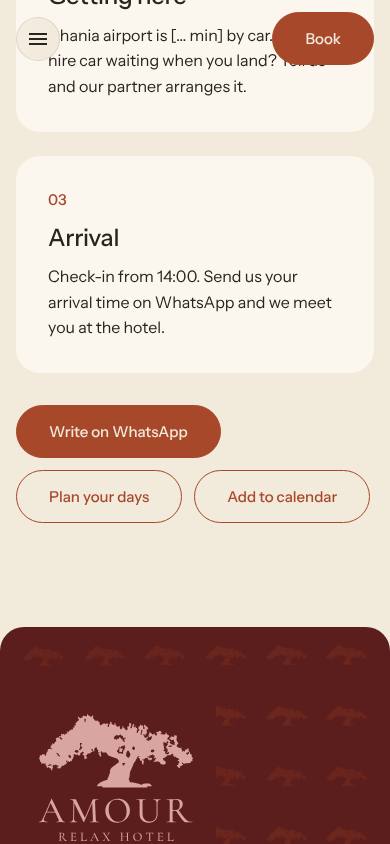 Getting here
hania airport is [... min] by car.
Book
hire car waiting when you land?
and our partner arranges it.
03
Arrival
Check-in from 14:00. Send us your
arrival time on WhatsApp and we meet
you at the hotel.
Write on WhatsApp
Plan your days
Add to calendar
AMOUR
RELAX HOTEL